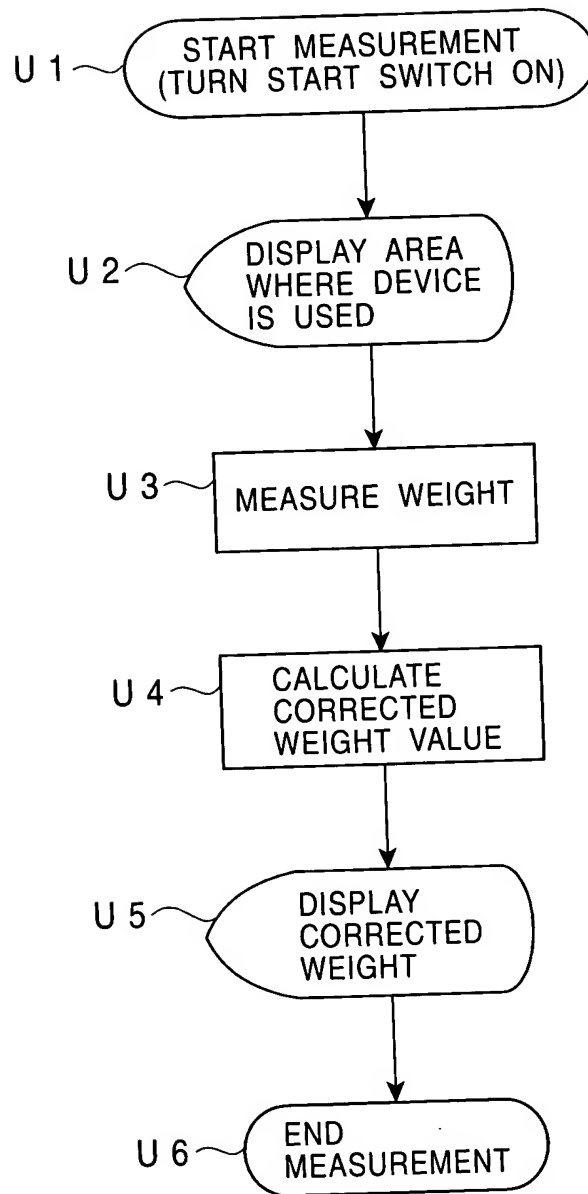 U 1
START MEASUREMENT
(TURN START SWITCH ON)
U 2
DISPLAY AREA
WHERE DEVICE
IS USED
U 3
MEASURE WEIGHT
U 4
CALCULATE
CORRECTED
WEIGHT VALUE
U 5
DISPLAY
CORRECTED
WEIGHT
U 6
END
MEASUREMENT